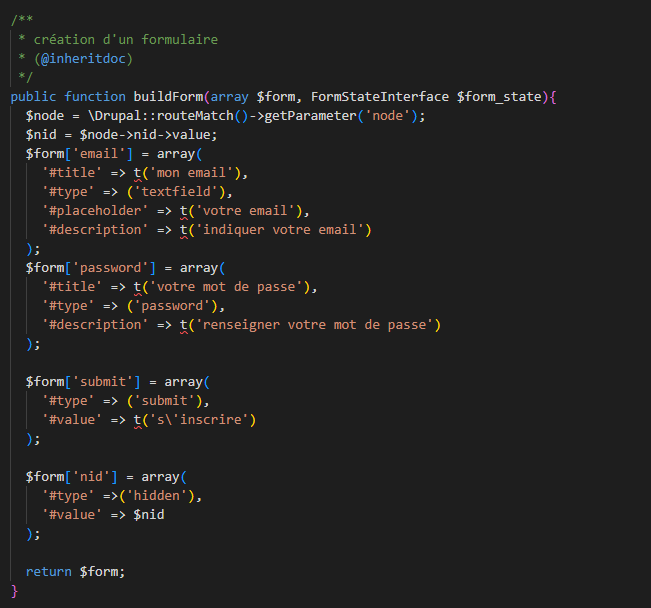 /**
 * création d'un formulaire
 * (@inheritdoc)
 */
public function buildForm(array $form, FormStateInterface $form_state){
  $node = \Drupal::routeMatch()->getParameter('node');
  $nid = $node->nid->value;
  $form['email'] = array(
    '#title' => t('mon email'),
    '#type' => ('textfield'),
    '#placeholder' => t('votre email'),
    '#description' => t('indiquer votre email')
  );
  $form['password'] = array(
    '#title' => t('votre mot de passe'),
    '#type' => ('password'),
    '#description' => t('renseigner votre mot de passe')
  );
  $form['submit'] = array(
    '#type' => ('submit'),
    '#value' => t('s\'inscrire')
  );
  $form['nid'] = array(
    '#type' =>('hidden'),
    '#value' => $nid
  );
  return $form;
}